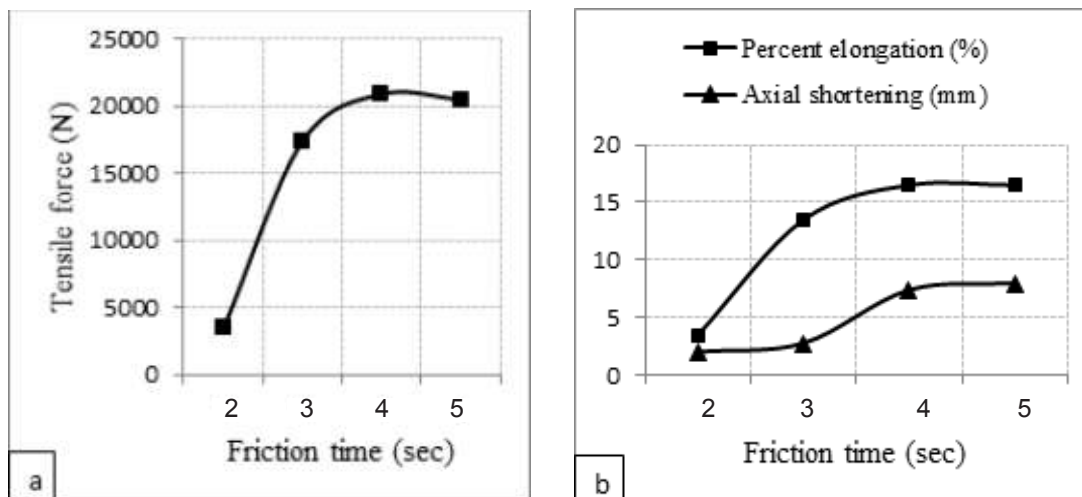 25000
20000
15000
10000
5000
0
Tensile force (N)
2 3 4 5
Friction time (sec)
a
Percent elongation (%)
Axial shortening (mm)
20
15
10
5
0
2 3 4 5
Friction time (sec)
b